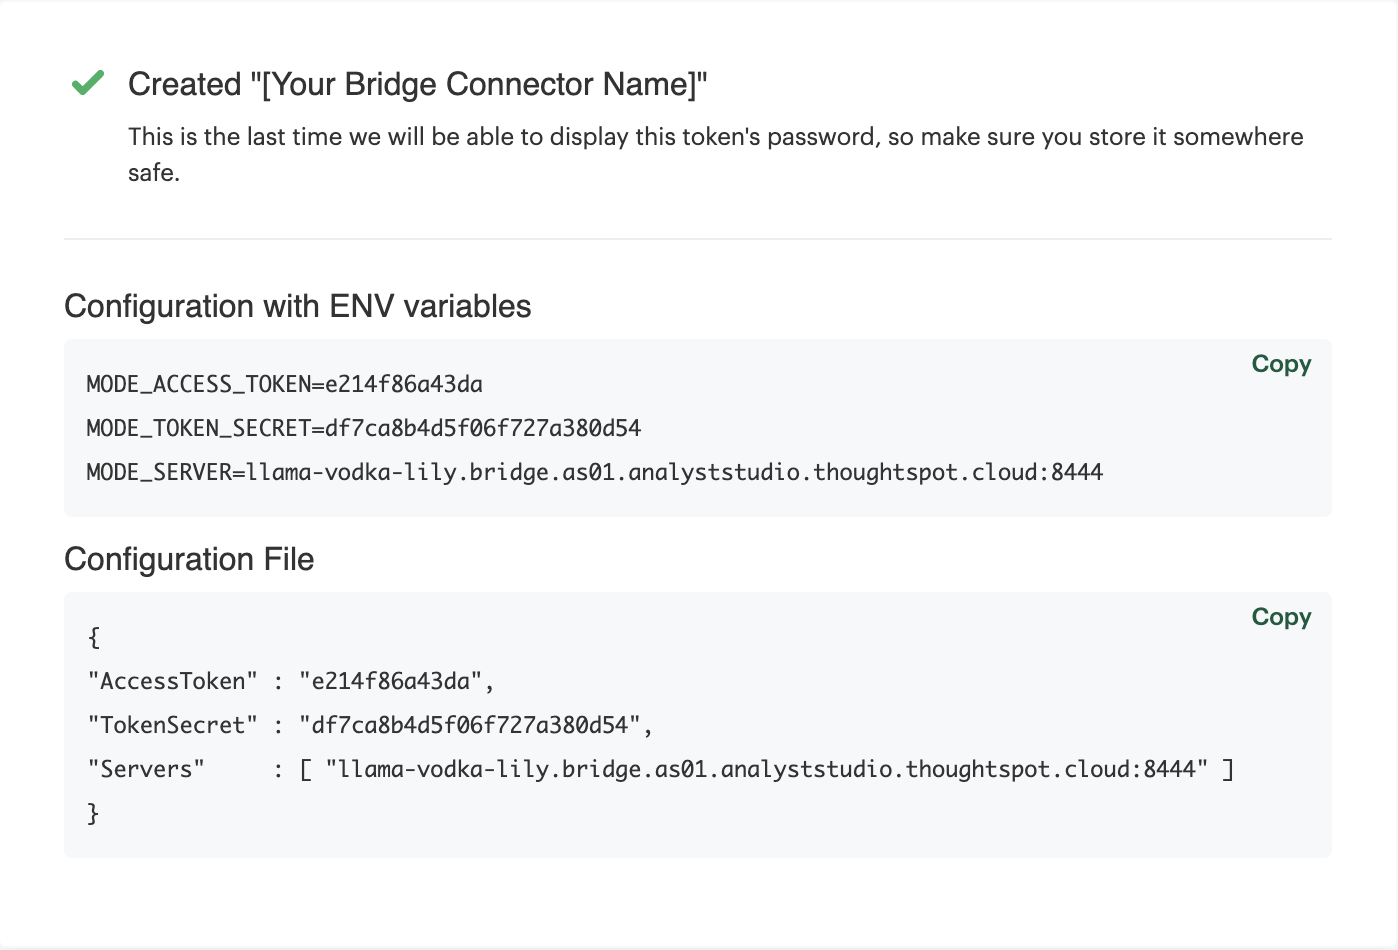 Created "[Your Bridge Connector Name]"
This is the last time we will be able to display this token's password, so make sure you store it somewhere
safe.
Configuration with ENV variables
Copy
MODE_ACCESS_TOKEN=e214f86a43da
MODE_TOKEN_SECRET=df7ca8b4d5f06f727a380d54
MODE_SERVER=llama-vodka-lily.bridge.as01.analyststudio.thoughtspot.cloud:8444
Configuration File
Copy
{
"AccessToken" : "e214f86a43da",
"TokenSecret" : "df7ca8b4d5f06f727a380d54",
"Servers"     : [ "llama-vodka-lily.bridge.as01.analyststudio.thoughtspot.cloud:8444" ]
}